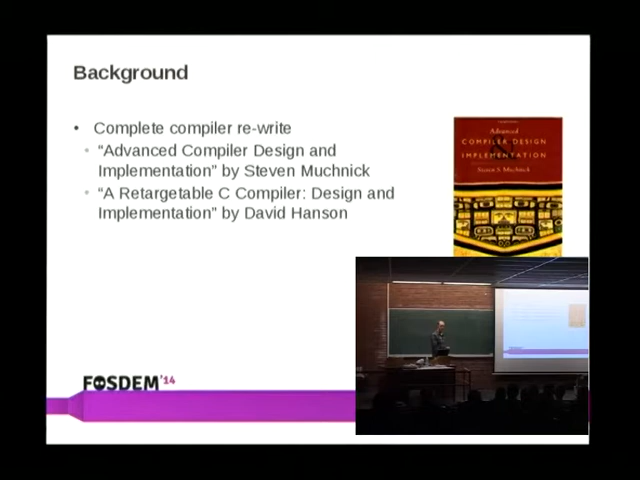 Background
• Complete compiler re-write
“Advanced Compiler Design and
Implementation” by Steven Muchnick
“A Retargetable C Compiler: Design and
Implementation” by David Hanson
Advanced
COMPILER DESIGN
&
IMPLEMENTATION
Steven S. Muchnick
FOSDEM'14